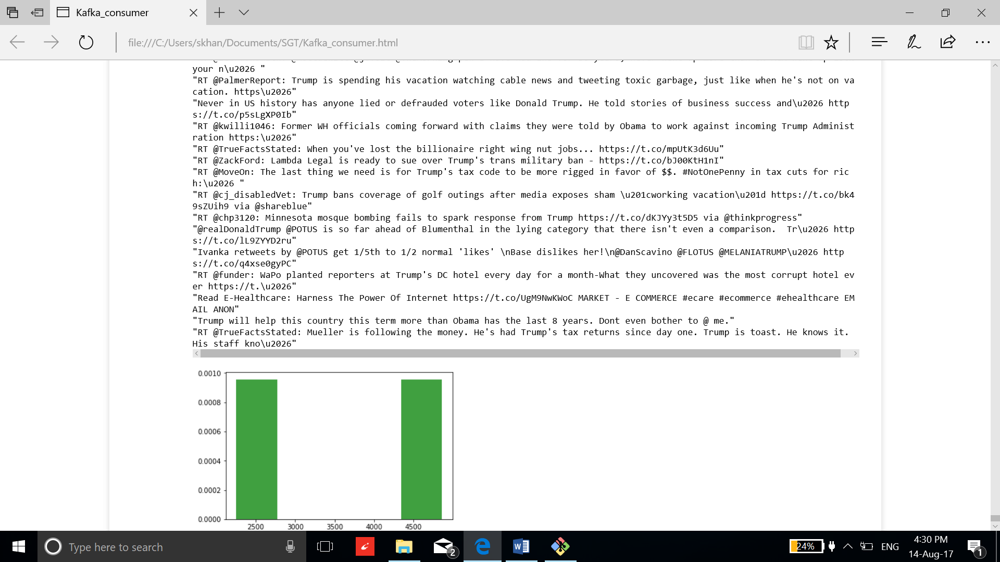 Kafka_consumer
file:///C:/Users/skhan/Documents/SGT/Kafka_consumer.html
your n\u2026 "
"RT @PalmerReport: Trump is spending his vacation watching cable news and tweeting toxic garbage, just like when he's not on va
cation. https\u2026"
"Never in US history has anyone lied or defrauded voters like Donald Trump. He told stories of business success and\u2026 http
s://t.co/p5sLgXP0Ib"
"RT @kwilli1046: Former WH officials coming forward with claims they were told by Obama to work against incoming Trump Administ
ration https:\u2026"
"RT @TrueFactsStated: When you've lost the billionaire right wing nut jobs... https://t.co/mpUtK3d6Uu"
"RT @ZackFord: Lambda Legal is ready to sue over Trump's trans military ban - https://t.co/bJ00KtH1nI"
"RT @MoveOn: The last thing we need is for Trump's tax code to be more rigged in favor of $$. #NotOnePenny in tax cuts for ric
h:\u2026 "
"RT @cj_disabledVet: Trump bans coverage of golf outings after media exposes sham \u201cworking vacation\u201d https://t.co/bk4
9sZUih9 via @shareblue"
"RT @chp3120: Minnesota mosque bombing fails to spark response from Trump https://t.co/dKJYy3t5D5 via @thinkprogress"
"@realDonaldTrump @POTUS is so far ahead of Blumenthal in the lying category that there isn't even a comparison.  Tr\u2026 http
s://t.co/lL9ZYYD2ru"
"Ivanka retweets by @POTUS get 1/5th to 1/2 normal 'likes' \nBase dislikes her!\n@DanScavino @FLOTUS @MELANIATRUMP\u2026 http
s://t.co/q4xse0gyPC"
"RT @funder: WaPo planted reporters at Trump's DC hotel every day for a month-What they uncovered was the most corrupt hotel ev
er https://t.\u2026"
"Read E-Healthcare: Harness The Power Of Internet https://t.co/UgM9NwKWoC MARKET - E COMMERCE #ecare #ecommerce #ehealthcare EM
AIL ANON"
"Trump will help this country this term more than Obama has the last 8 years. Dont even bother to @ me."
"RT @TrueFactsStated: Mueller is following the money. He's had Trump's tax returns since day one. Trump is toast. He knows it.
His staff kno\u2026"
0.0010
0.0008
0.0006
0.0004
0.0002
0.0000
2500 3000 3500 4000 4500
Type here to search
2
24%
ENG
4:30 PM
14-Aug-17
1